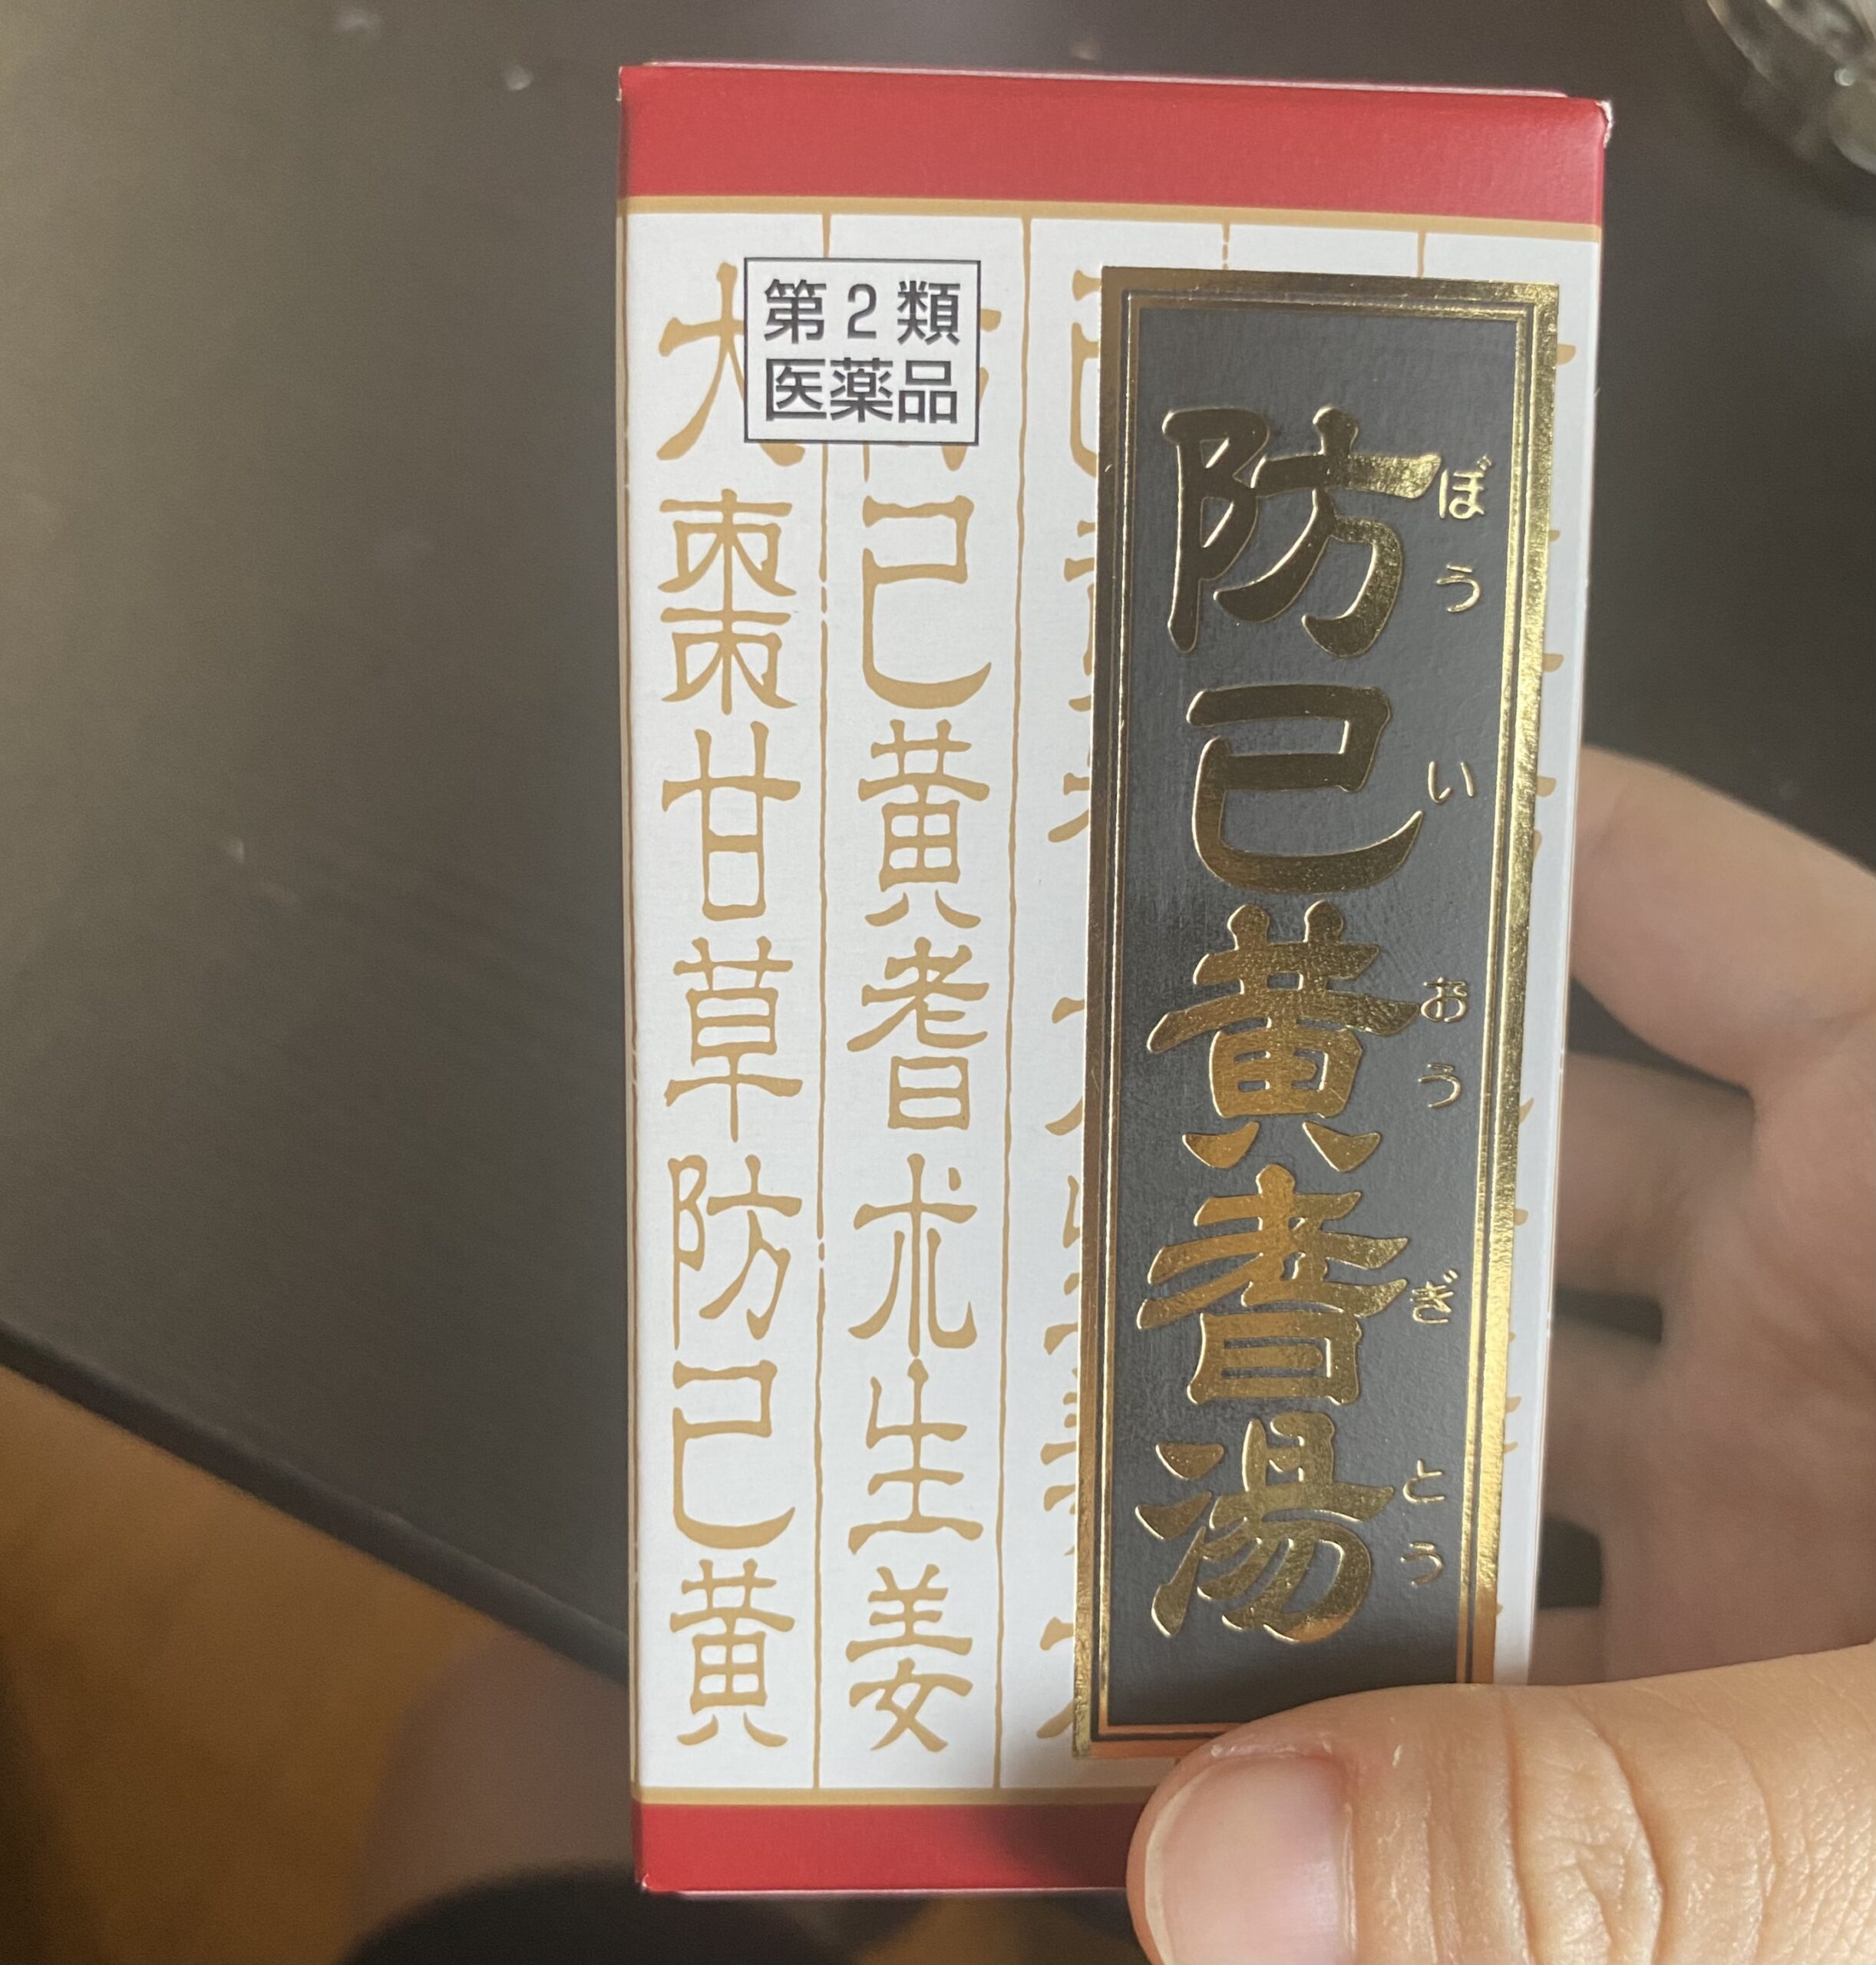 防已黄耆湯
ぼういおうぎとう
第2類
医薬品
已黄耆朮生姜
大棗甘草防已黄